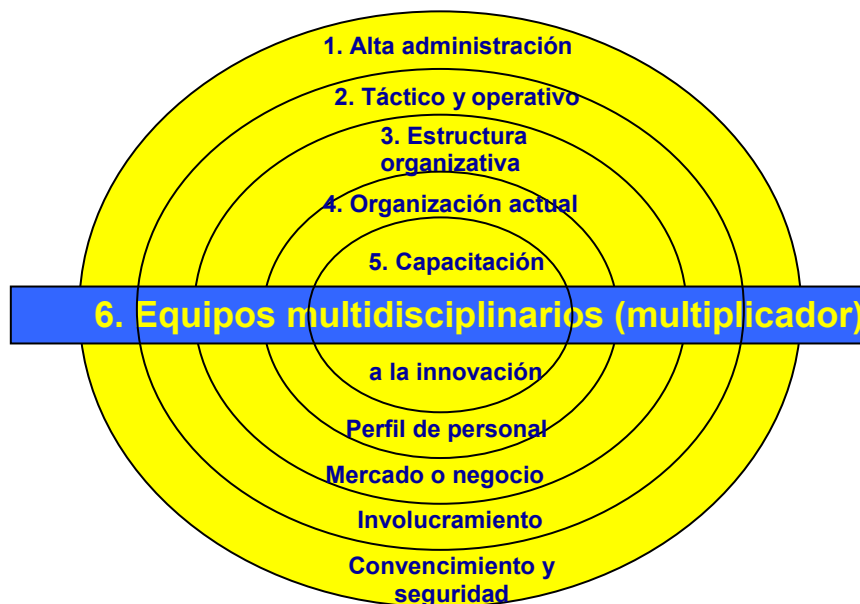 1. Alta administración
2. Táctico y operativo
3. Estructura
organizativa
4. Organización actual
5. Capacitación
6. Equipos multidisciplinarios (multiplicador)
a la innovación
Perfil de personal
Mercado o negocio
Involucramiento
Convencimiento y
seguridad